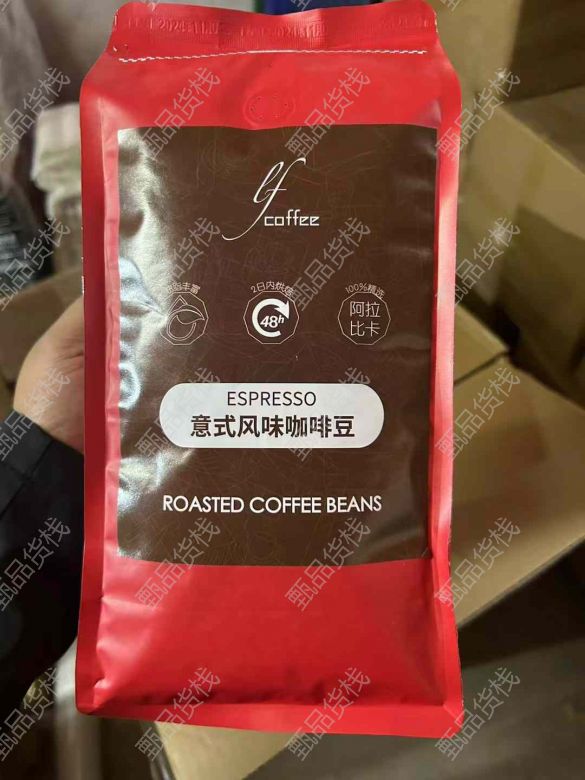 lf
coffee
2日内烘焙
100%精选
48h
阿拉
比卡
ESPRESSO
意式风味咖啡豆
ROASTED COFFEE BEANS
甄品货栈